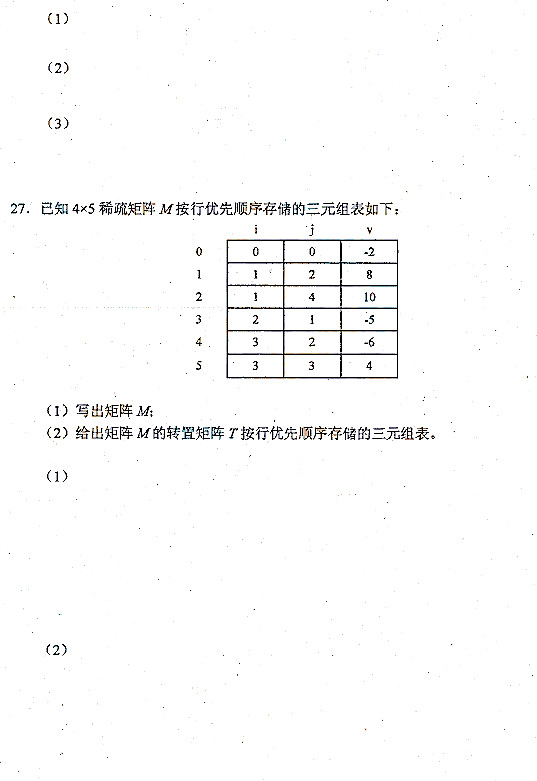 (1)
(2)
(3)
27. 已知 4×5 稀疏矩阵 M 按行优先顺序存储的三元组表如下:
i j v
0 0 0 -2
1 1 2 8
2 1 4 10
3 2 1 -5
4 3 2 -6
5 3 3 4
(1) 写出矩阵 M;
(2) 给出矩阵 M 的转置矩阵 T 按行优先顺序存储的三元组表。
(1)
(2)